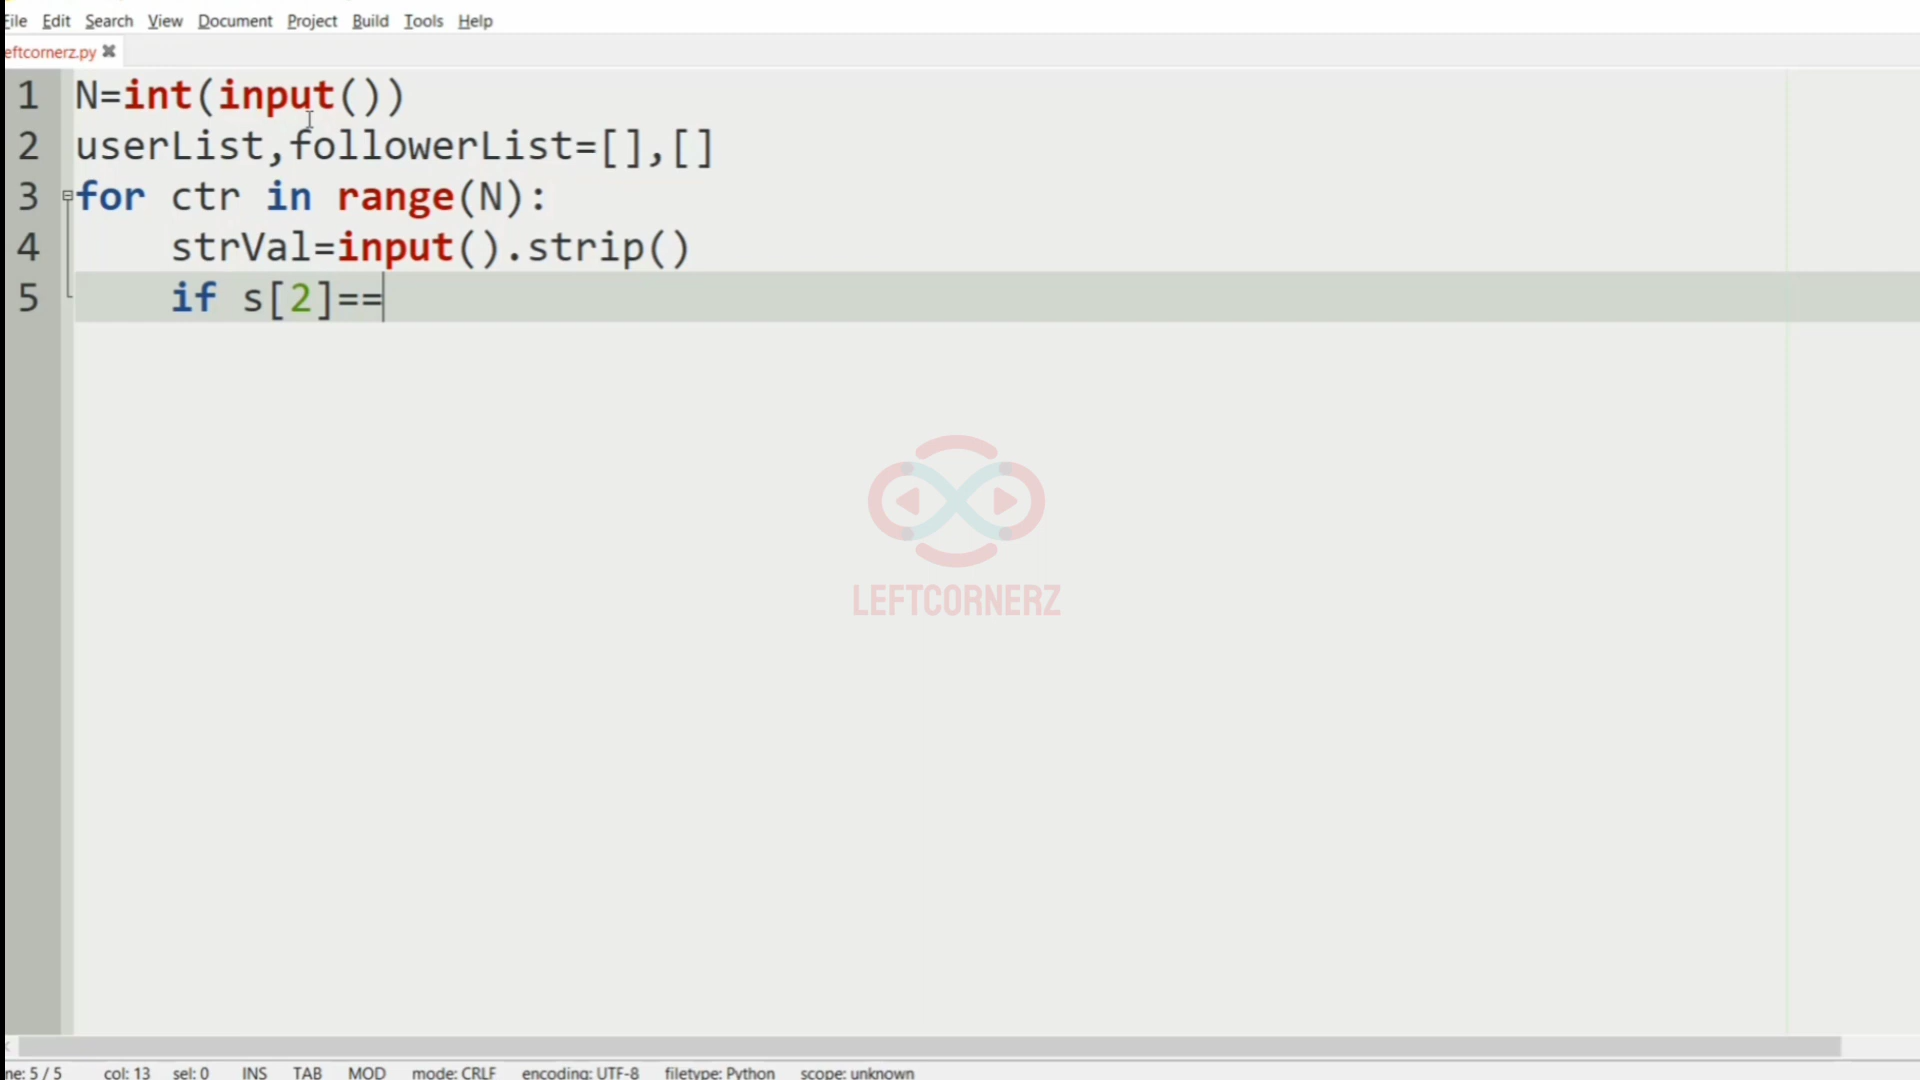 File Edit Search View Document Project Build Tools Help
eftcornerz.py
1 N=int(input())
2 userList,followerList=[],[]
3 for ctr in range(N):
4 strVal=input().strip()
5 if s[2]==
LEFTCORNERZ
ne: 5 / 5 col: 13 sel: 0 INS TAB MOD mode: CRLF encoding: UTF-8 filetype: Python scope: unknown